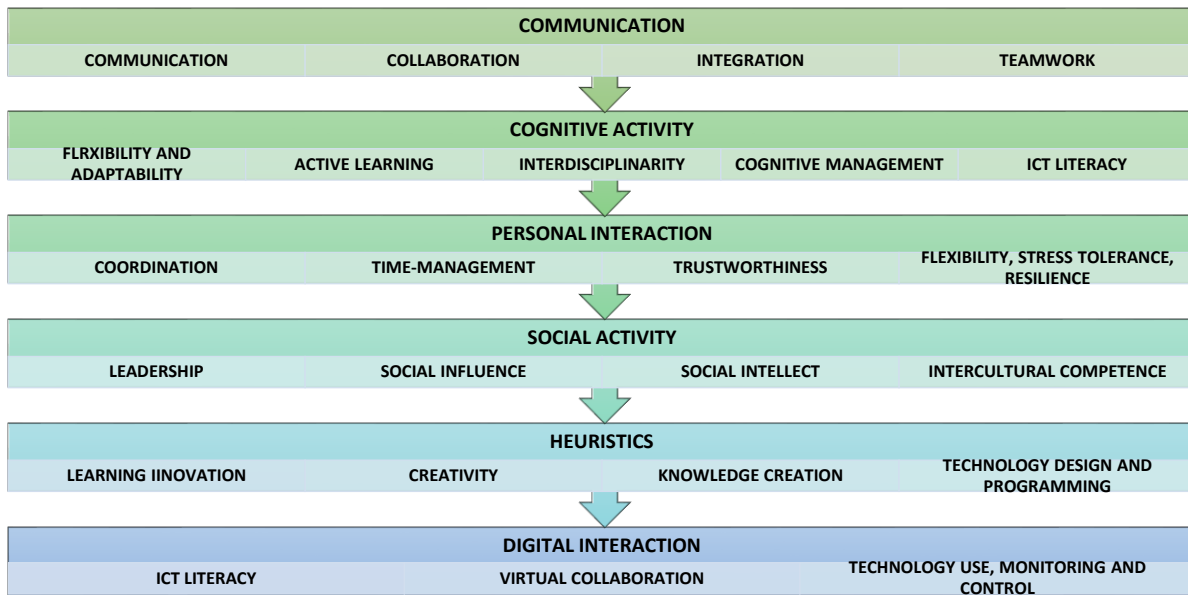 COMMUNICATION
COMMUNICATION COLLABORATION INTEGRATION TEAMWORK
COGNITIVE ACTIVITY
FLRXIBILITY AND
ADAPTABILITY
ACTIVE LEARNING INTERDISCIPLINARITY COGNITIVE MANAGEMENT ICT LITERACY
PERSONAL INTERACTION
COORDINATION TIME-MANAGEMENT TRUSTWORTHINESS
FLEXIBILITY, STRESS TOLERANCE,
RESILIENCE
SOCIAL ACTIVITY
LEADERSHIP SOCIAL INFLUENCE SOCIAL INTELLECT INTERCULTURAL COMPETENCE
HEURISTICS
LEARNING IINOVATION CREATIVITY KNOWLEDGE CREATION
TECHNOLOGY DESIGN AND
PROGRAMMING
DIGITAL INTERACTION
ICT LITERACY VIRTUAL COLLABORATION
TECHNOLOGY USE, MONITORING AND
CONTROL